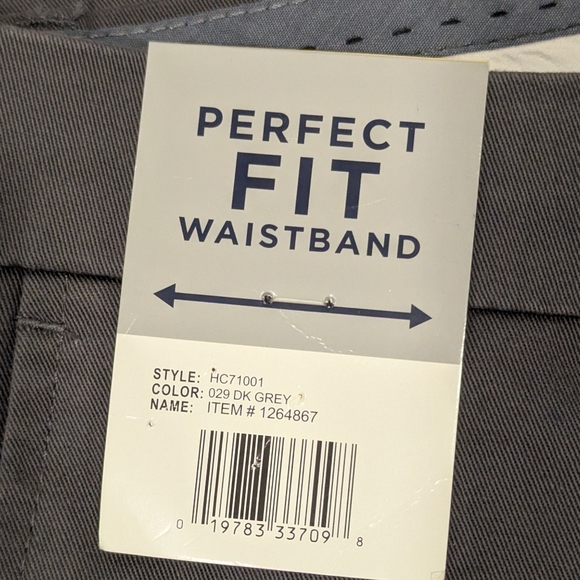 PERFECT
FIT
WAISTBAND
STYLE: HC71001
COLOR: 029 DK GREY
NAME: ITEM # 1264867
0 19783 33709 8